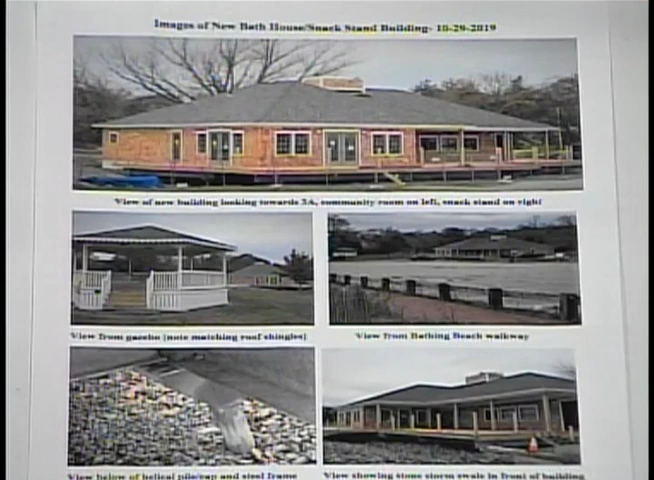 Images of New Bath House/Snack Stand Building- 10-29-2019
View of new building looking towards 3A, community room on left, snack stand on right
View from gazebo (note matching roof shingles)
View from Bathing Beach walkway
View below of helical pile/cap and steel frame
View showing stone storm swale in front of building